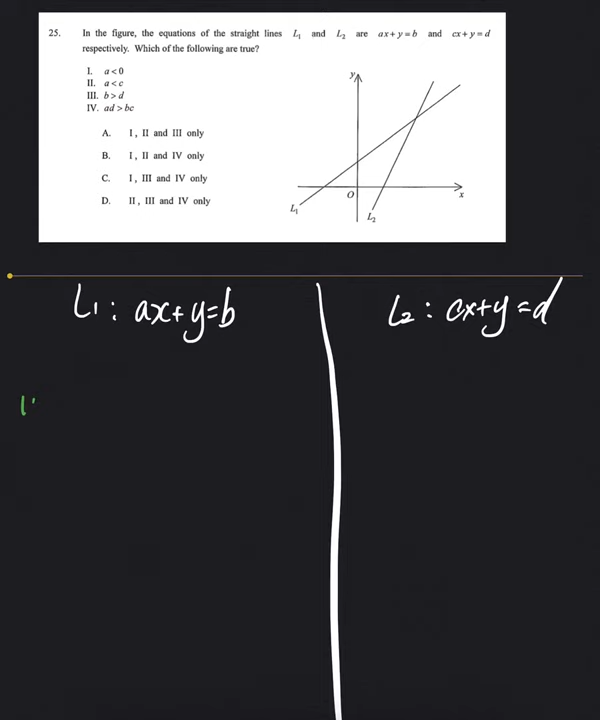 25. In the figure, the equations of the straight lines L₁ and L₂ are ax + y = b and cx + y = d
respectively. Which of the following are true?
I. a < 0
II. a < c
III. b > d
IV. ad > bc
A. I, II and III only
B. I, II and IV only
C. I, III and IV only
D. II, III and IV only
y
O
x
L₁
L₂
L₁ : ax+y=b
L₂ : cx+y=d